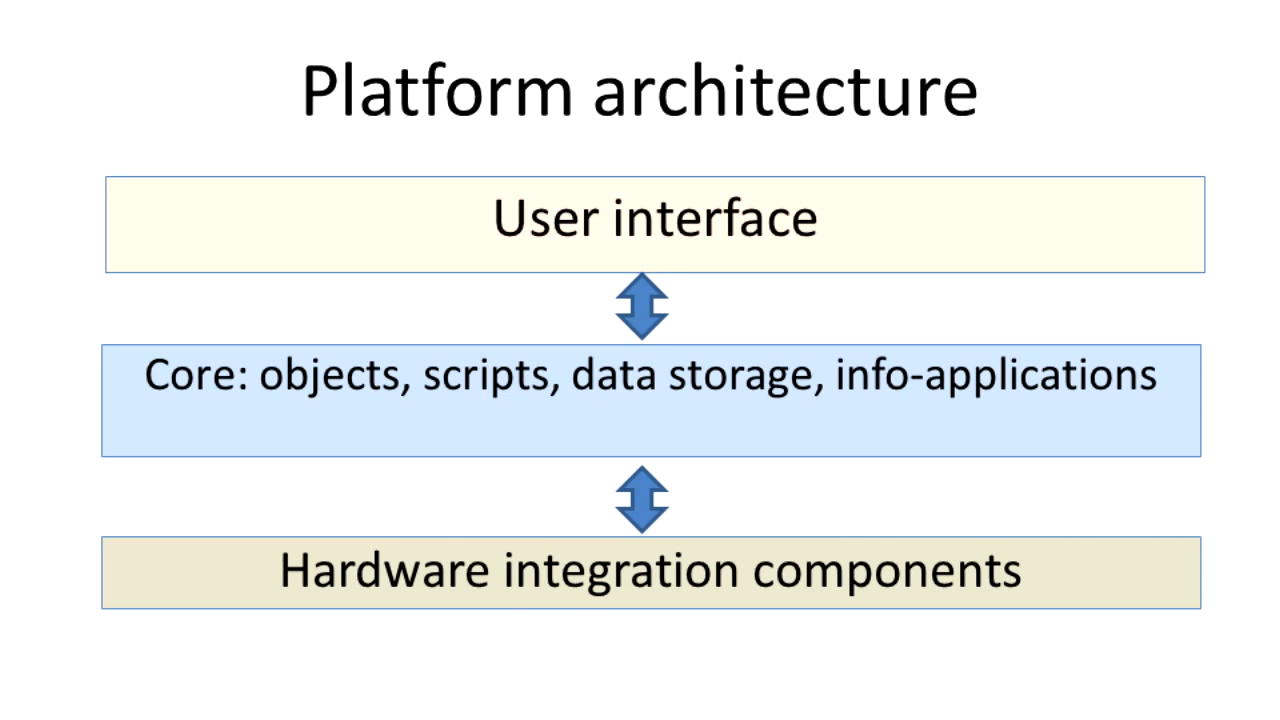 Platform architecture
User interface
Core: objects, scripts, data storage, info-applications
Hardware integration components